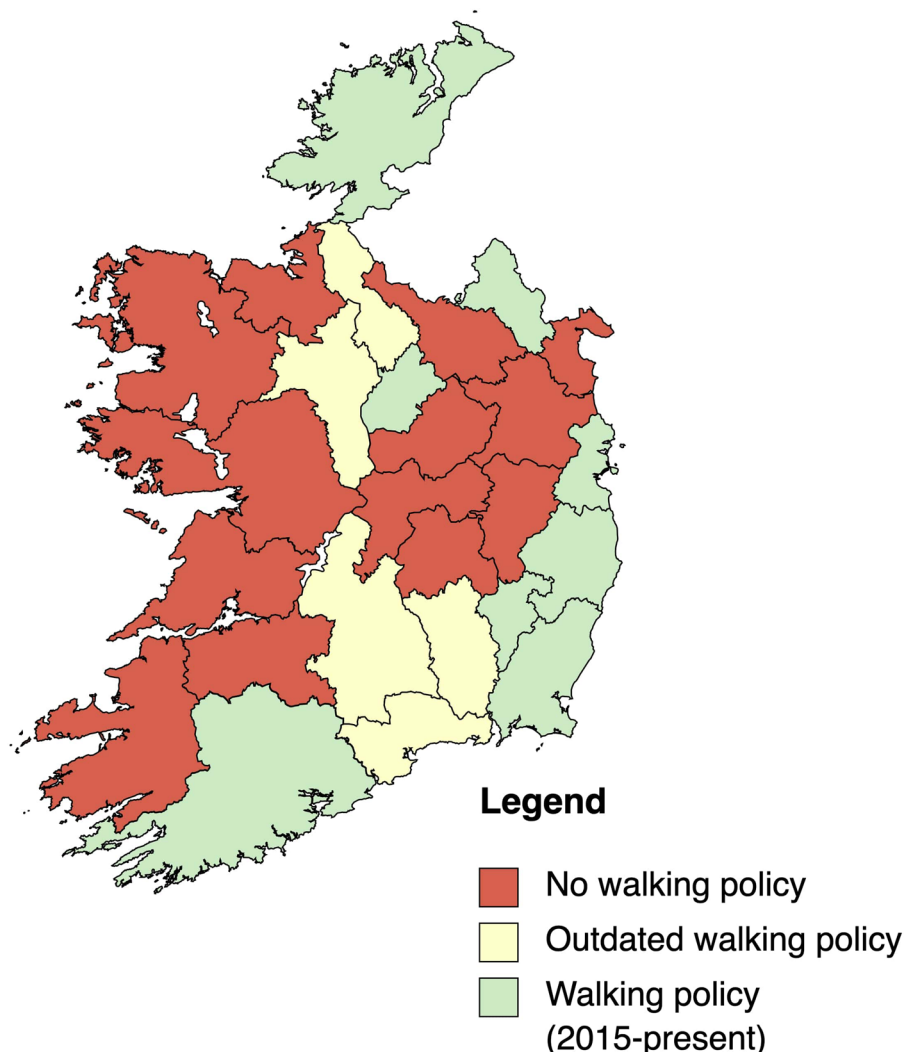 Legend
No walking policy
Outdated walking policy
Walking policy
(2015-present)